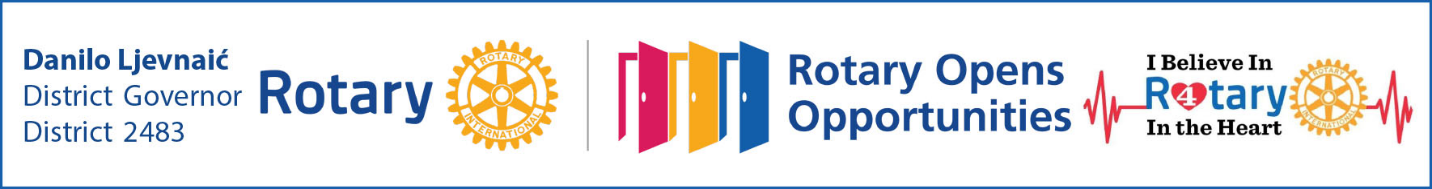 Danilo Ljevnaić
District Governor
District 2483
Rotary
ROTARY
INTERNATIONAL
Rotary Opens
Opportunities
I Believe In
R4tary
In the Heart
ROTARY
INTERNATIONAL